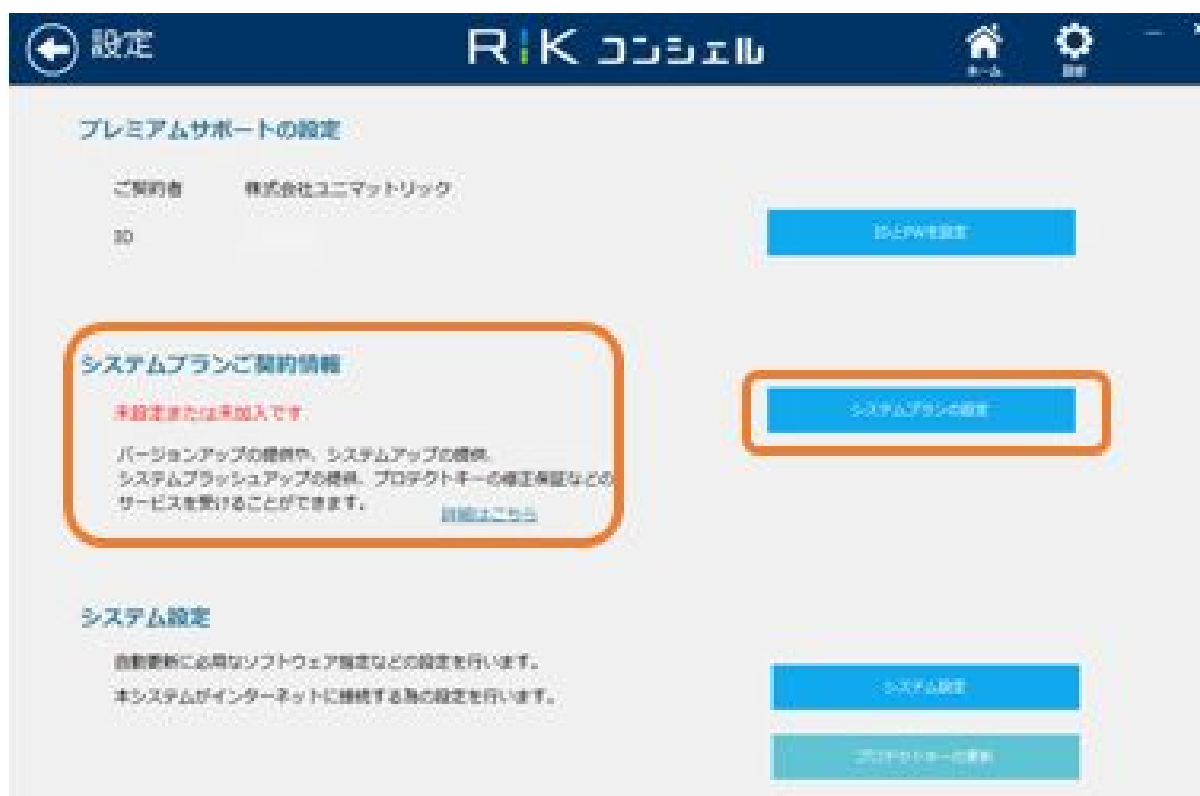 設定
RIK コンシェル
ホーム
設定
プレミアムサポートの設定
ご契約者 株式会社ユニマットリック
ID
IDとPWを設定
システムプランご契約情報
システムプランの設定
未設定または未加入です
バージョンアップの提供や、システムアップの提供、
システムブラッシュアップの提供、プロテクトキーの修正保証などの
サービスを受けることができます。
詳細はこちら
システム設定
自動更新に必用なソフトウェア指定などの設定を行います。
本システムがインターネットに接続する為の設定を行います。
システム設定
プロテクトキーの更新